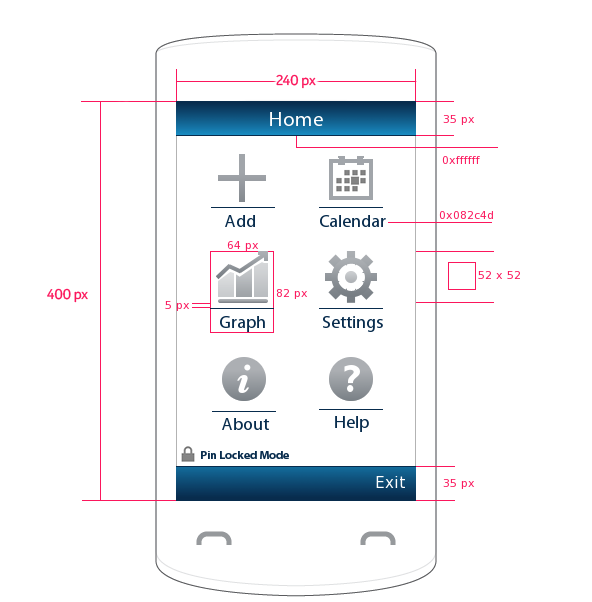 240 px
Home
35 px
0xffffff
Add
Calendar
0x082c4d
64 px
400 px
5 px
82 px
52 x 52
Graph
Settings
About
Help
Pin Locked Mode
Exit
35 px